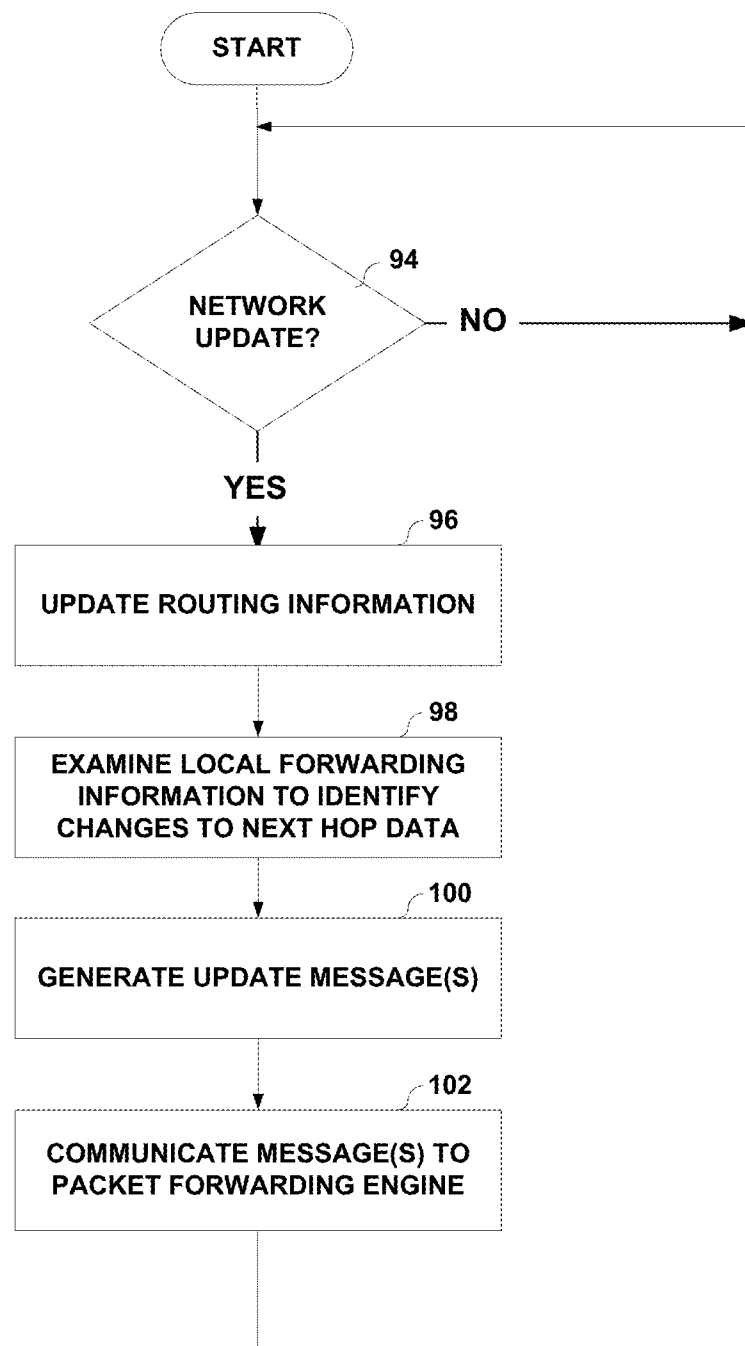 START
94
NETWORK
UPDATE?
NO
YES
96
UPDATE ROUTING INFORMATION
98
EXAMINE LOCAL FORWARDING
INFORMATION TO IDENTIFY
CHANGES TO NEXT HOP DATA
100
GENERATE UPDATE MESSAGE(S)
102
COMMUNICATE MESSAGE(S) TO
PACKET FORWARDING ENGINE